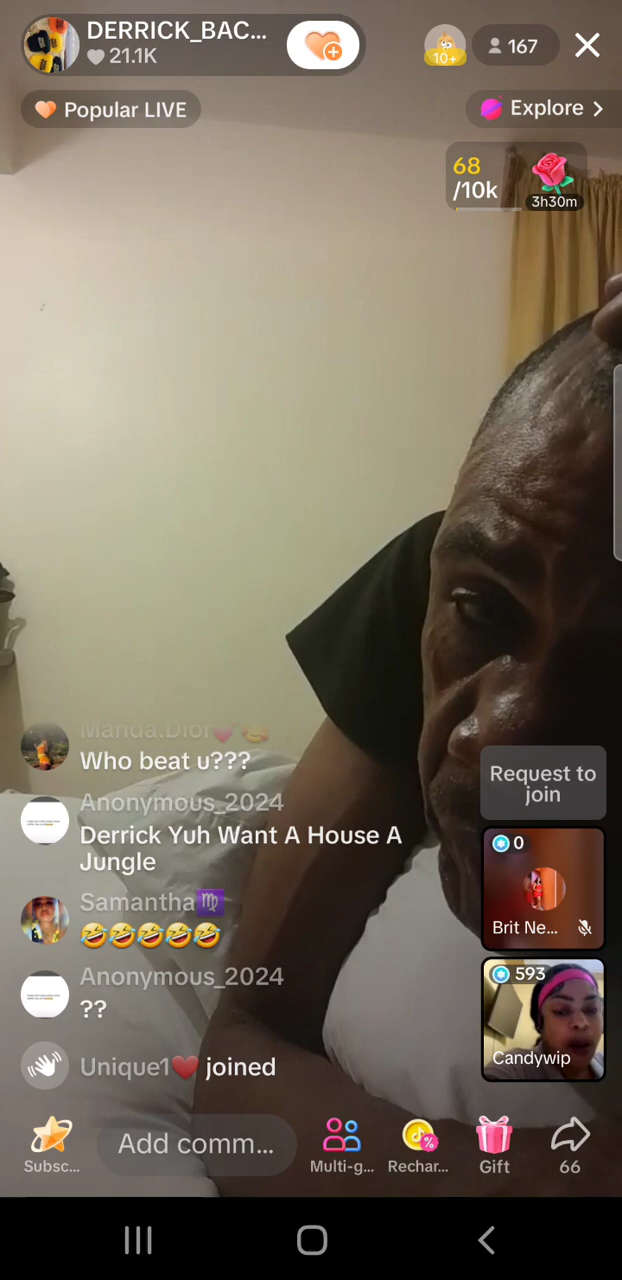 DERRICK_BAC...
21.1K
10+
167
Popular LIVE
Explore >
68
/10k
3h30m
Manda.Dior💕🥰
Who beat u???
Anonymous_2024
Derrick Yuh Want A House A
Jungle
Samantha♍
🤣🤣🤣🤣🤣
Anonymous_2024
??
Unique1❤️ joined
Request to
join
0
Brit Ne...
593
Candywip
Subsc...
Add comm...
Multi-g...
Rechar...
Gift
66